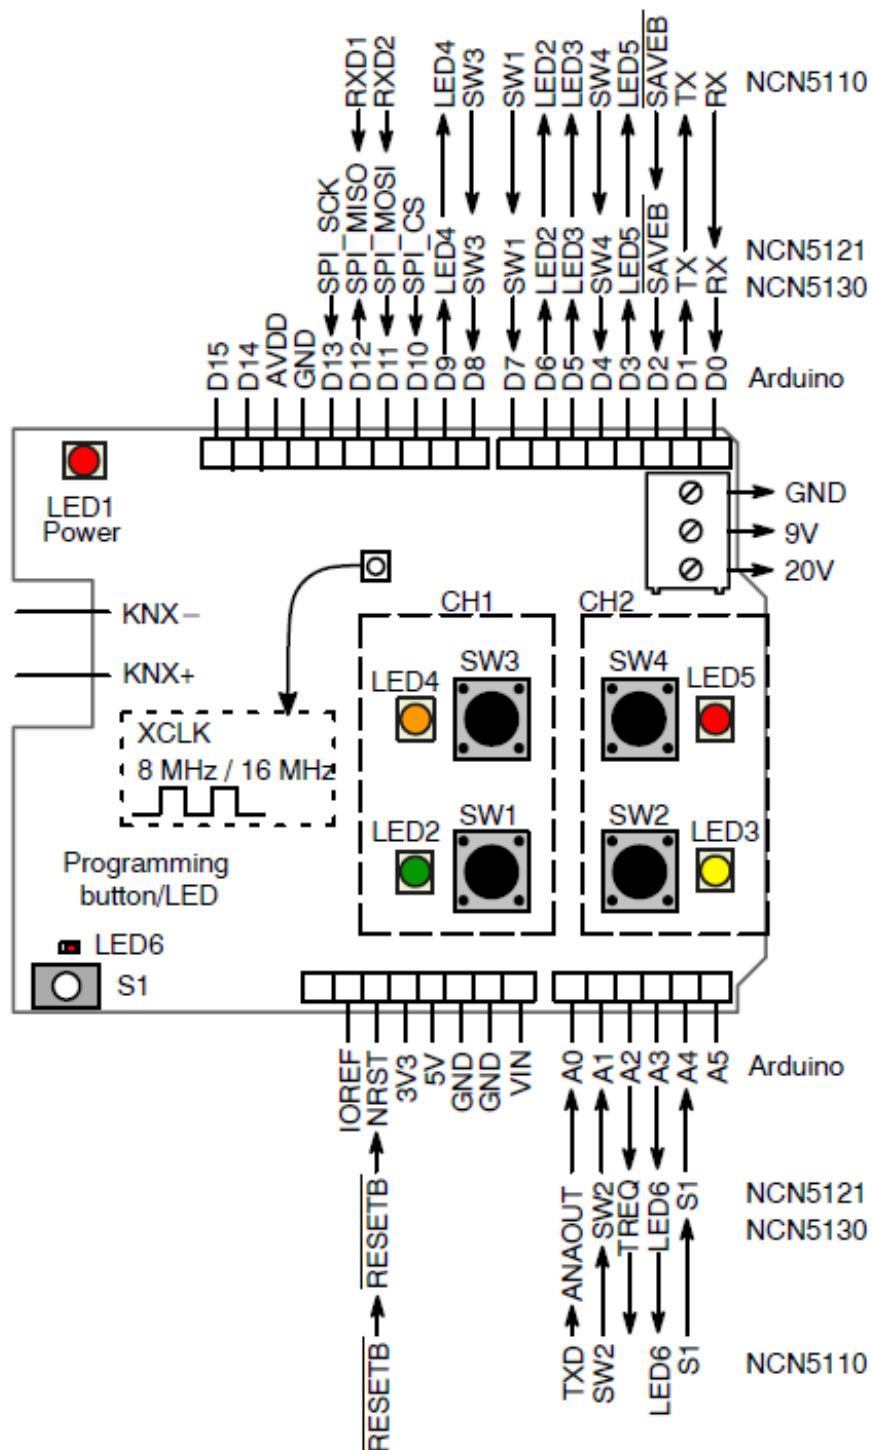 RXD1 RXD2 LED4 SW3 SW1 LED2 LED3 SW4 LED5 SAVEB TX RX NCN5110
SPI_SCK SPI_MISO SPI_MOSI SPI_CS LED4 SW3 SW1 LED2 LED3 SW4 LED5 SAVEB TX RX NCN5121
NCN5130
D15 D14 AVDD GND D13 D12 D11 D10 D9 D8 D7 D6 D5 D4 D3 D2 D1 D0 Arduino
LED1
Power
GND
9V
20V
KNX−
KNX+
CH1
CH2
LED4
SW3
SW4
LED5
XCLK
8 MHz / 16 MHz
LED2
SW1
SW2
LED3
Programming
button/LED
LED6
S1
IOREF NRST 3V3 5V GND GND VIN A0 A1 A2 A3 A4 A5 Arduino
RESETB ANAOUT SW2 TREQ LED6 S1 NCN5121
NCN5130
RESETB TXD SW2 LED6 S1 NCN5110